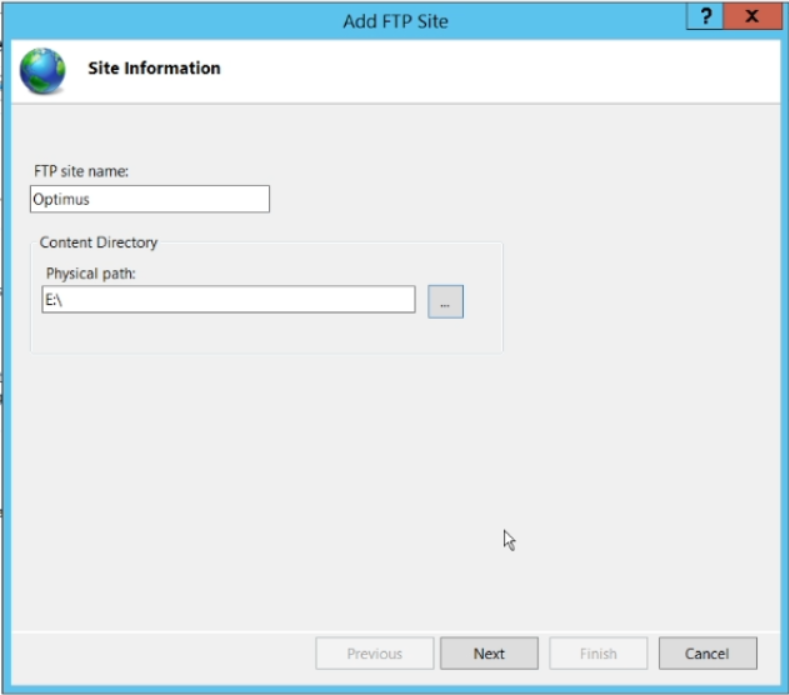 Add FTP Site
?
X
Site Information
FTP site name:
Optimus
Content Directory
Physical path:
E:\
...
Previous
Next
Finish
Cancel